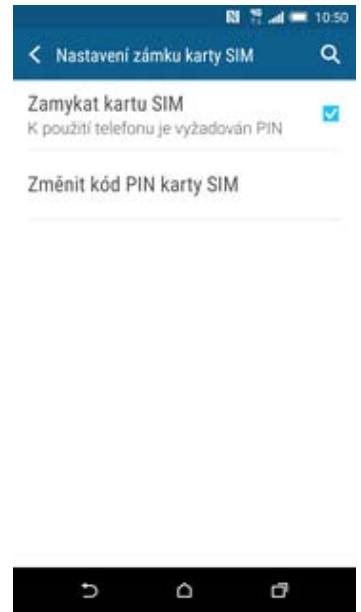 10:50
Nastavení zámku karty SIM
Zamykat kartu SIM
K použití telefonu je vyžadován PIN
Změnit kód PIN karty SIM